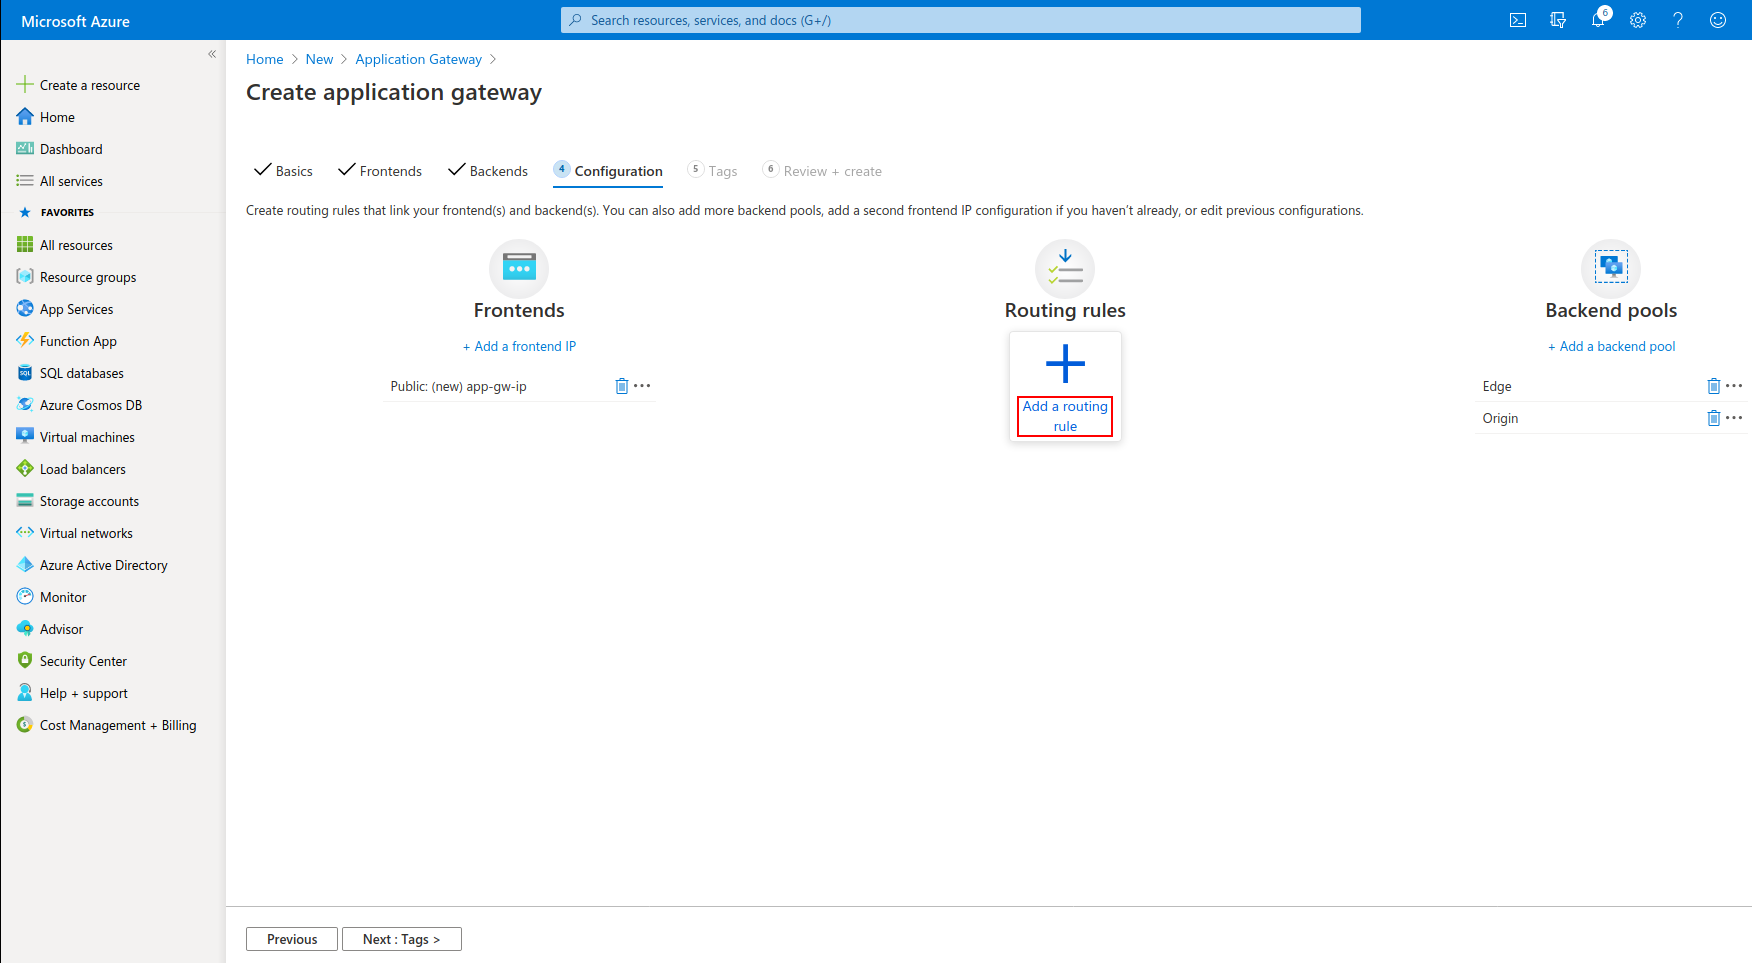 Microsoft Azure
Search resources, services, and docs (G+/)
6
«
Create a resource
Home
Dashboard
All services
FAVORITES
All resources
Resource groups
App Services
Function App
SQL databases
Azure Cosmos DB
Virtual machines
Load balancers
Storage accounts
Virtual networks
Azure Active Directory
Monitor
Advisor
Security Center
Help + support
Cost Management + Billing
Home > New > Application Gateway >
Create application gateway
Basics
Frontends
Backends
4 Configuration
5 Tags
6 Review + create
Create routing rules that link your frontend(s) and backend(s). You can also add more backend pools, add a second frontend IP configuration if you haven’t already, or edit previous configurations.
Frontends
+ Add a frontend IP
Public: (new) app-gw-ip
Routing rules
Add a routing
rule
Backend pools
+ Add a backend pool
Edge
Origin
Previous
Next : Tags >